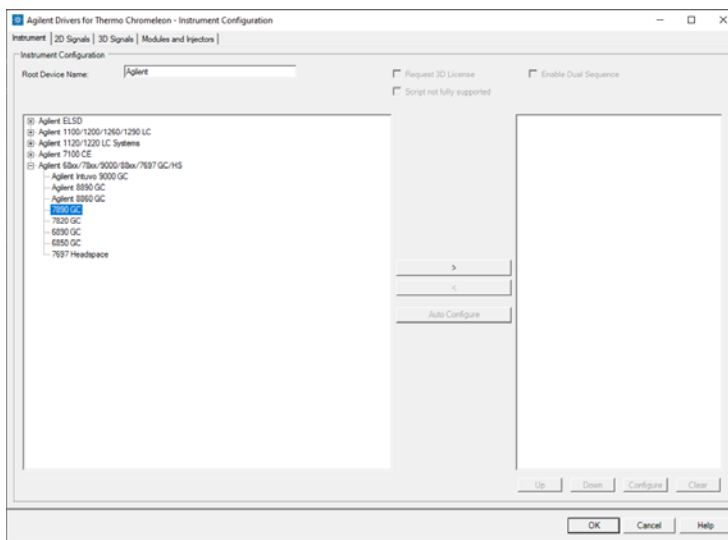 Agilent Drivers for Thermo Chromeleon - Instrument Configuration
Instrument 2D Signals 3D Signals Modules and Injectors
Instrument Configuration
Root Device Name: Agilent Request 3D License Enable Dual Sequence
Script not fully supported
Agilent ELSD
Agilent 1100/1200/1260/1290 LC
Agilent 1120/1220 LC Systems
Agilent 7100 CE
Agilent 68xx/78xx/9000/88xx/7697 GC/HS
Agilent Intuvo 9000 GC
Agilent 8890 GC
Agilent 8860 GC
7890 GC
7820 GC
6890 GC
6850 GC
7697 Headspace
>
<
Auto Configure
Up Down Configure Clear
OK Cancel Help